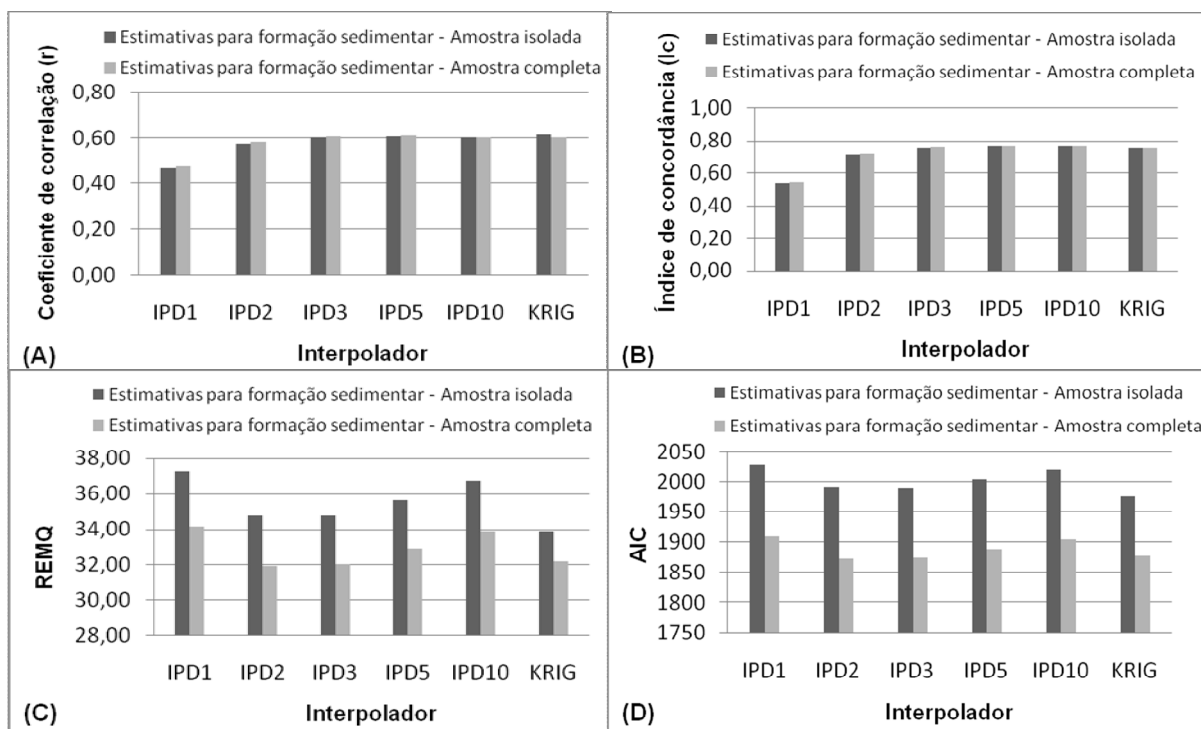 Estimativas para formação sedimentar - Amostra isolada
Estimativas para formação sedimentar - Amostra completa
Coeficiente de correlação (r)
0,80
0,60
0,40
0,20
0,00
IPD1 IPD2 IPD3 IPD5 IPD10 KRIG
Interpolador
(A)
Estimativas para formação sedimentar - Amostra isolada
Estimativas para formação sedimentar - Amostra completa
Índice de concordância (Ic)
1,00
0,80
0,60
0,40
0,20
0,00
IPD1 IPD2 IPD3 IPD5 IPD10 KRIG
Interpolador
(B)
Estimativas para formação sedimentar - Amostra isolada
Estimativas para formação sedimentar - Amostra completa
REMQ
38,00
36,00
34,00
32,00
30,00
28,00
IPD1 IPD2 IPD3 IPD5 IPD10 KRIG
Interpolador
(C)
Estimativas para formação sedimentar - Amostra isolada
Estimativas para formação sedimentar - Amostra completa
AIC
2050
2000
1950
1900
1850
1800
1750
IPD1 IPD2 IPD3 IPD5 IPD10 KRIG
Interpolador
(D)